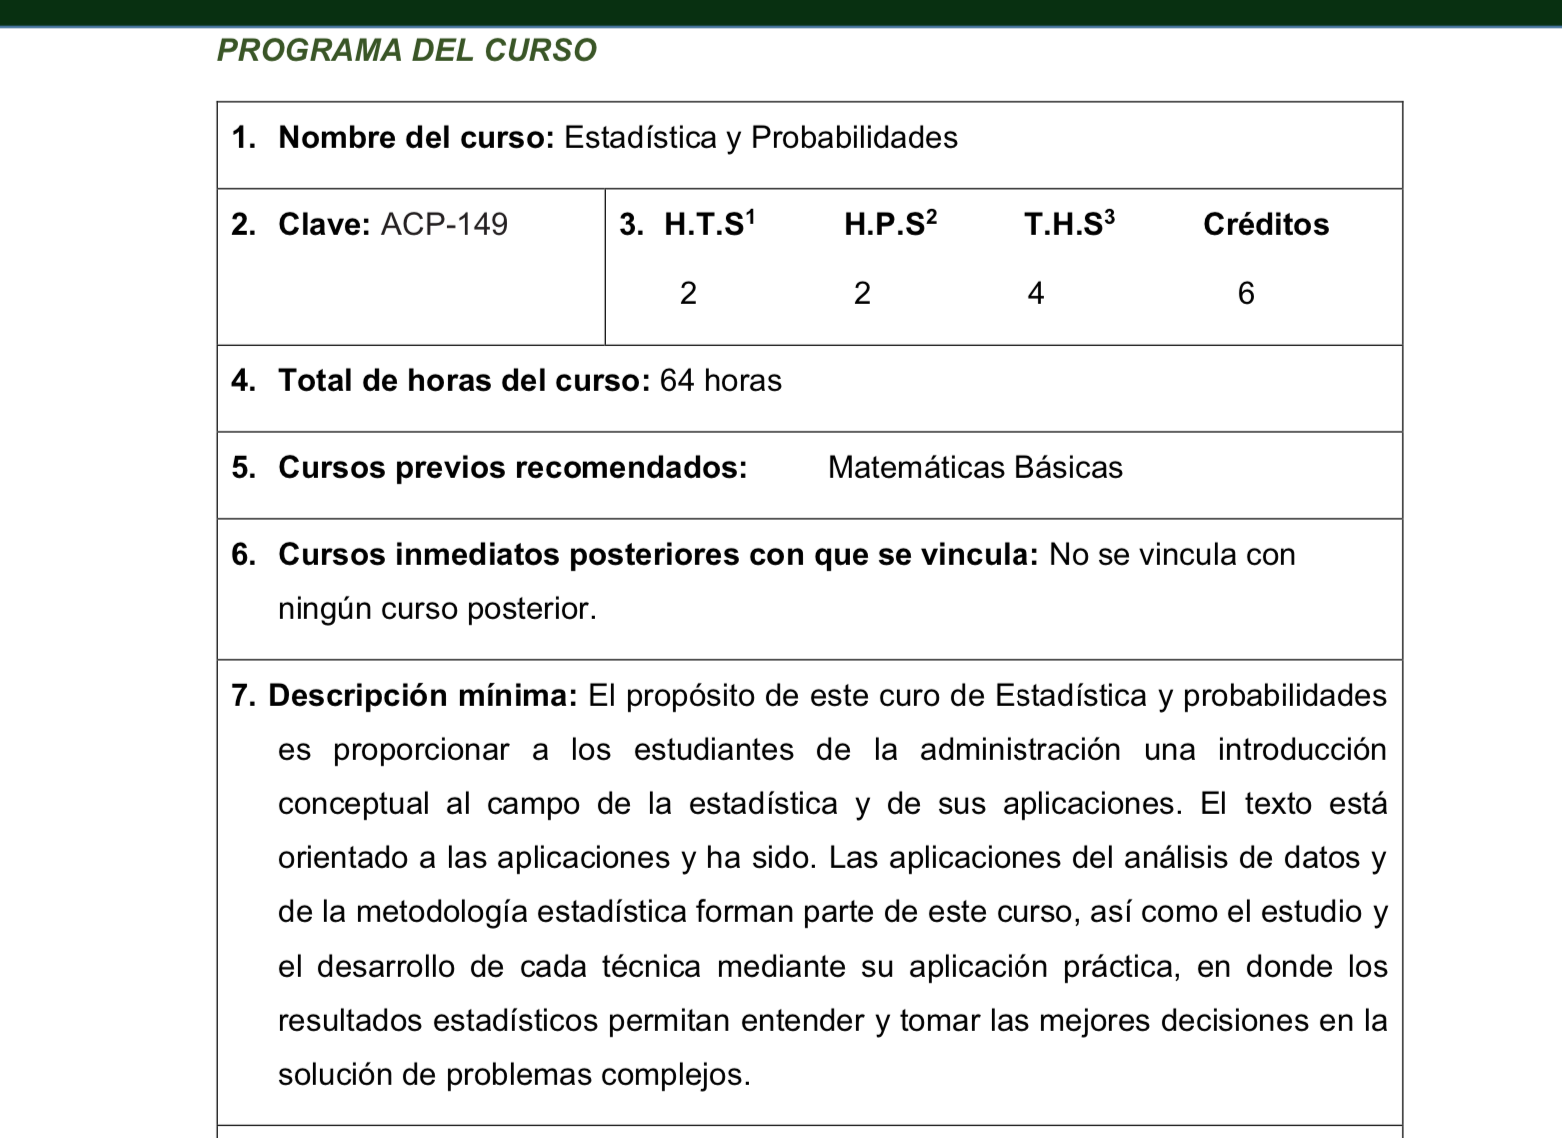 PROGRAMA DEL CURSO
1. Nombre del curso: Estadística y Probabilidades
2. Clave: ACP-149
3. H.T.S¹ H.P.S² T.H.S³ Créditos
2 2 4 6
4. Total de horas del curso: 64 horas
5. Cursos previos recomendados: Matemáticas Básicas
6. Cursos inmediatos posteriores con que se vincula: No se vincula con
ningún curso posterior.
7. Descripción mínima: El propósito de este curo de Estadística y probabilidades
es proporcionar a los estudiantes de la administración una introducción
conceptual al campo de la estadística y de sus aplicaciones. El texto está
orientado a las aplicaciones y ha sido. Las aplicaciones del análisis de datos y
de la metodología estadística forman parte de este curso, así como el estudio y
el desarrollo de cada técnica mediante su aplicación práctica, en donde los
resultados estadísticos permitan entender y tomar las mejores decisiones en la
solución de problemas complejos.